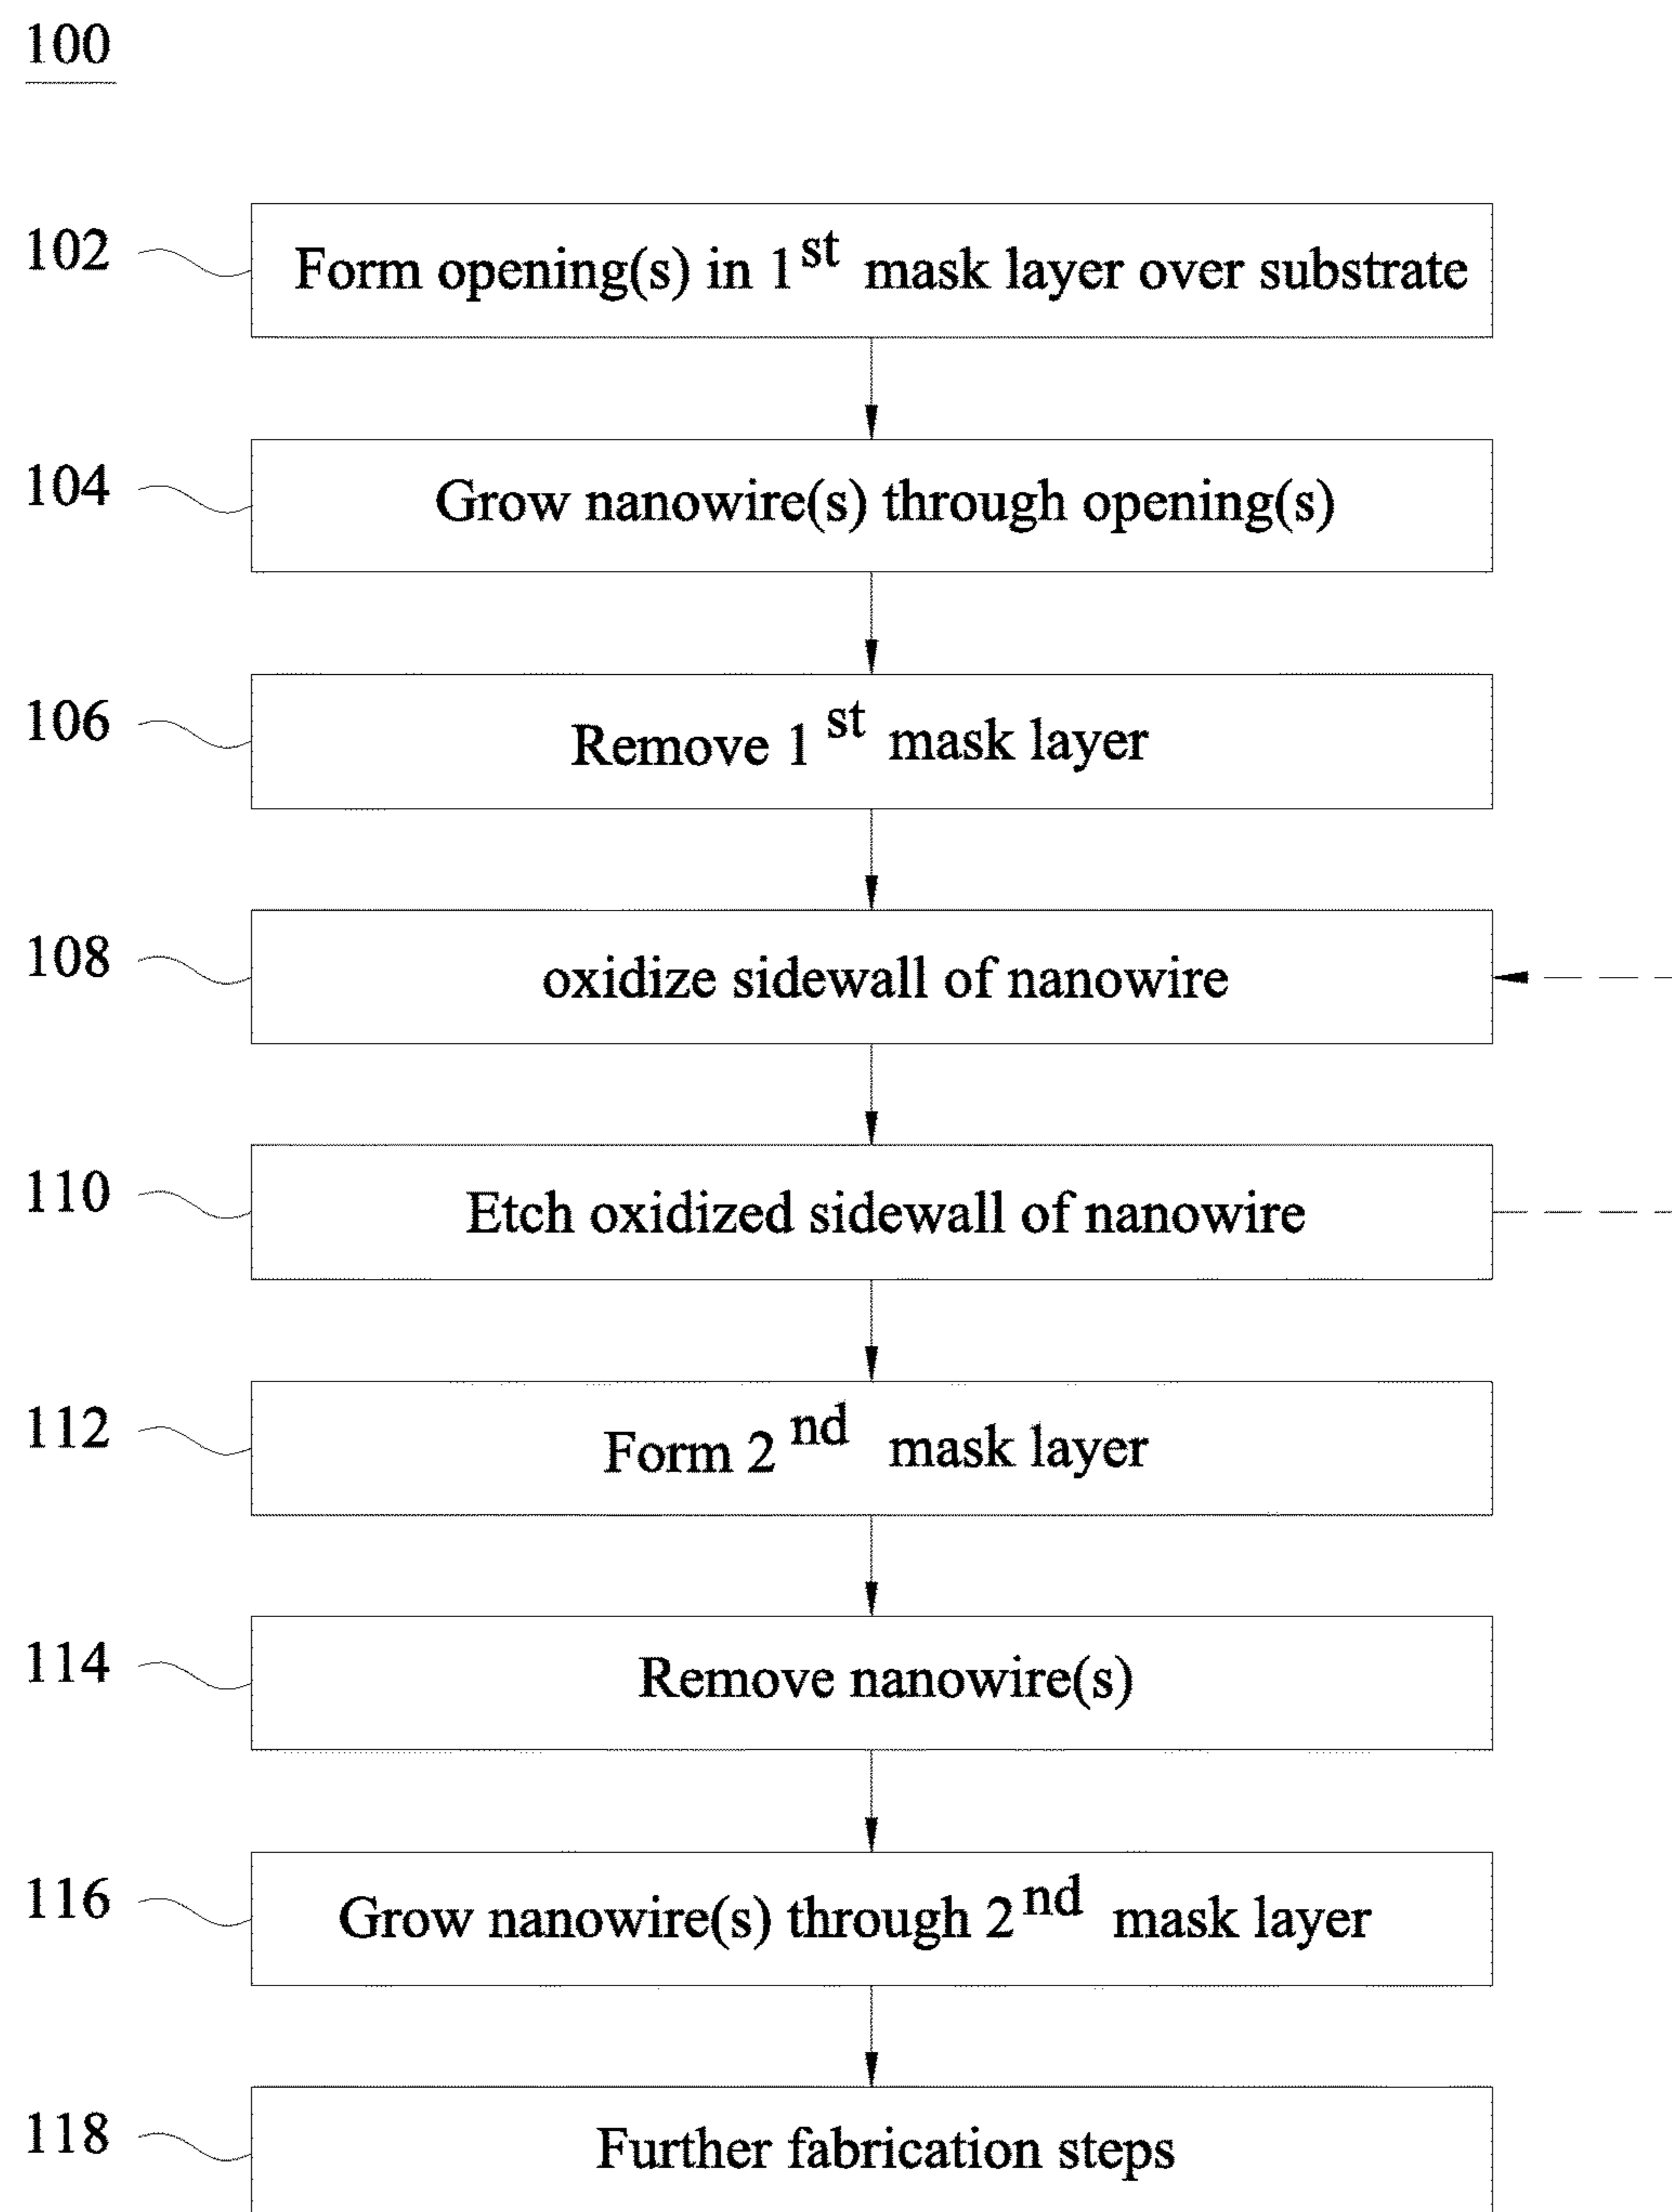 100
102 Form opening(s) in 1st mask layer over substrate
104 Grow nanowire(s) through opening(s)
106 Remove 1st mask layer
108 oxidize sidewall of nanowire
110 Etch oxidized sidewall of nanowire
112 Form 2nd mask layer
114 Remove nanowire(s)
116 Grow nanowire(s) through 2nd mask layer
118 Further fabrication steps